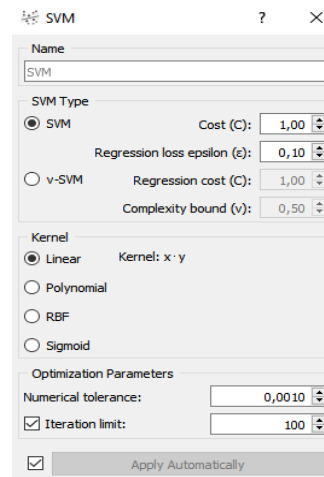 SVM ? ×
Name
SVM
SVM Type
SVM Cost (C): 1,00
Regression loss epsilon (ε): 0,10
ν-SVM Regression cost (C): 1,00
Complexity bound (ν): 0,50
Kernel
Linear Kernel: x·y
Polynomial
RBF
Sigmoid
Optimization Parameters
Numerical tolerance: 0,0010
Iteration limit: 100
Apply Automatically